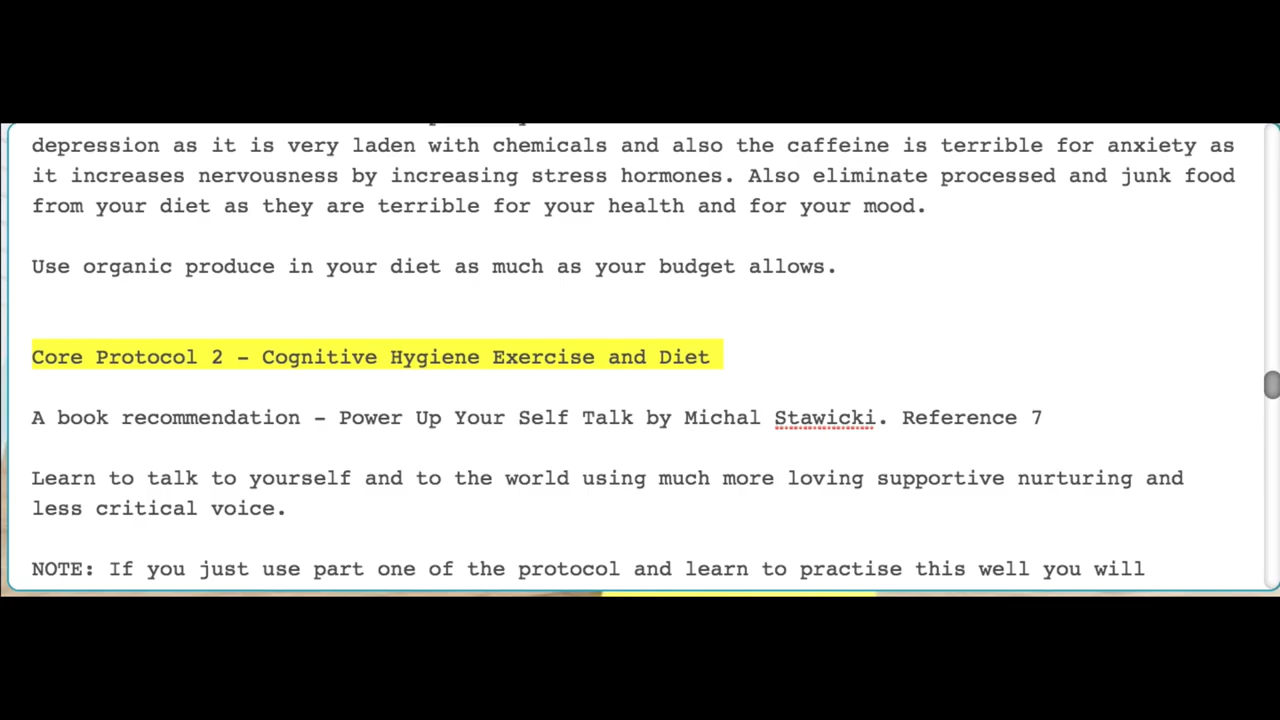 depression as it is very laden with chemicals and also the caffeine is terrible for anxiety as
it increases nervousness by increasing stress hormones. Also eliminate processed and junk food
from your diet as they are terrible for your health and for your mood.
Use organic produce in your diet as much as your budget allows.
Core Protocol 2 – Cognitive Hygiene Exercise and Diet
A book recommendation – Power Up Your Self Talk by Michal Stawicki. Reference 7
Learn to talk to yourself and to the world using much more loving supportive nurturing and
less critical voice.
NOTE: If you just use part one of the protocol and learn to practise this well you will